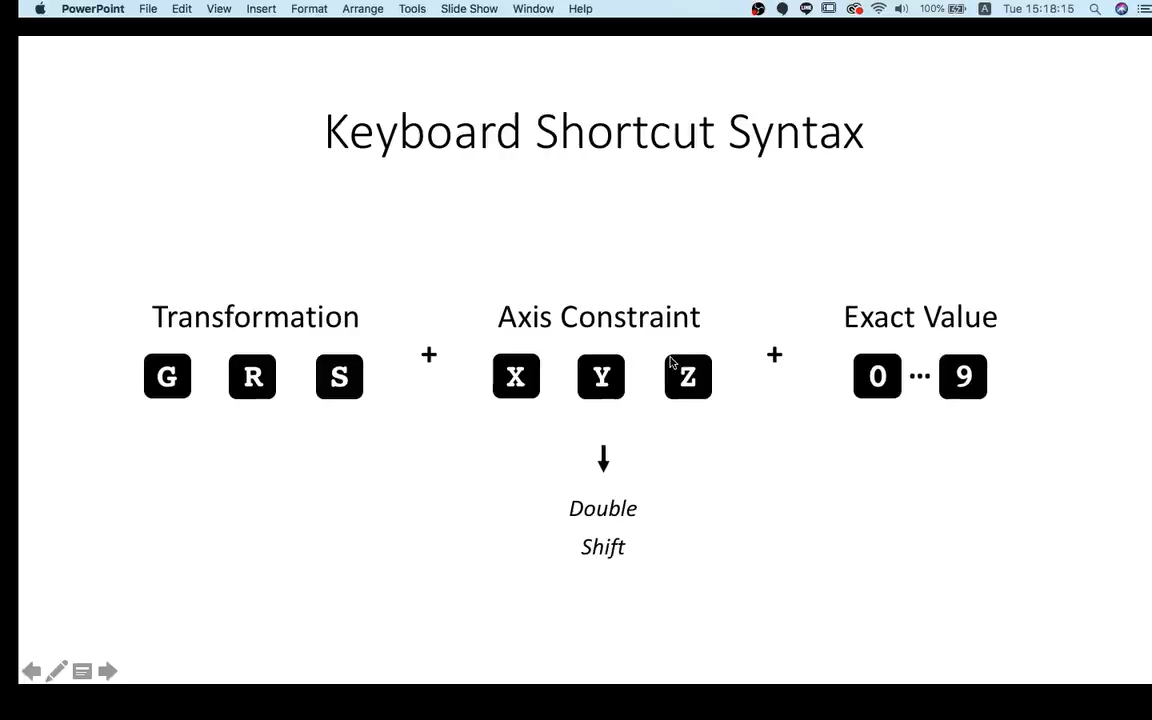 PowerPoint File Edit View Insert Format Arrange Tools Slide Show Window Help 100% A Tue 15:18:15
Keyboard Shortcut Syntax
Transformation + Axis Constraint + Exact Value
G R S X Y Z 0 ··· 9
Double
Shift